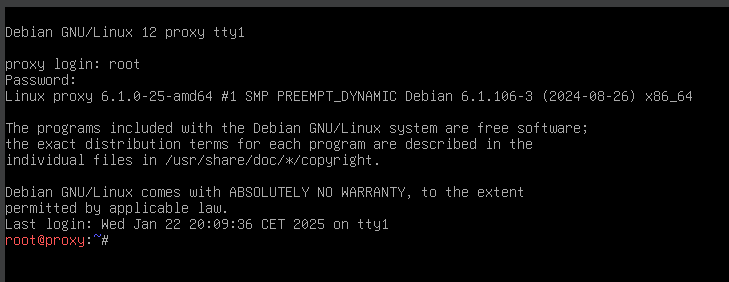 Debian GNU/Linux 12 proxy tty1
proxy login: root
Password:
Linux proxy 6.1.0-25-amd64 #1 SMP PREEMPT_DYNAMIC Debian 6.1.106-3 (2024-08-26) x86_64
The programs included with the Debian GNU/Linux system are free software;
the exact distribution terms for each program are described in the
individual files in /usr/share/doc/*/copyright.
Debian GNU/Linux comes with ABSOLUTELY NO WARRANTY, to the extent
permitted by applicable law.
Last login: Wed Jan 22 20:09:36 CET 2025 on tty1
root@proxy:~#